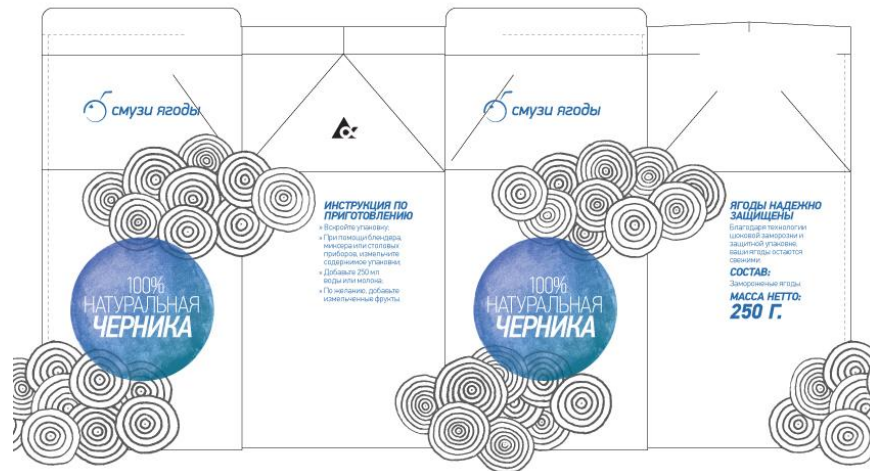 смузи ягоды
100%
НАТУРАЛЬНАЯ
ЧЕРНИКА
ИНСТРУКЦИЯ ПО
ПРИГОТОВЛЕНИЮ
» Вскройте упаковку;
» При помощи блендера,
миксера или столовых
приборов, измельчите
содержимое упаковки;
» Добавьте 250 мл
воды или молока;
» По желанию, добавьте
измельченные фрукты.
смузи ягоды
100%
НАТУРАЛЬНАЯ
ЧЕРНИКА
ЯГОДЫ НАДЕЖНО
ЗАЩИЩЕНЫ
Благодаря технологии
шоковой заморозки и
защитной упаковке,
ваши ягоды остаются
свежими.
СОСТАВ:
Замороженые ягоды.
МАССА НЕТТО:
250 Г.